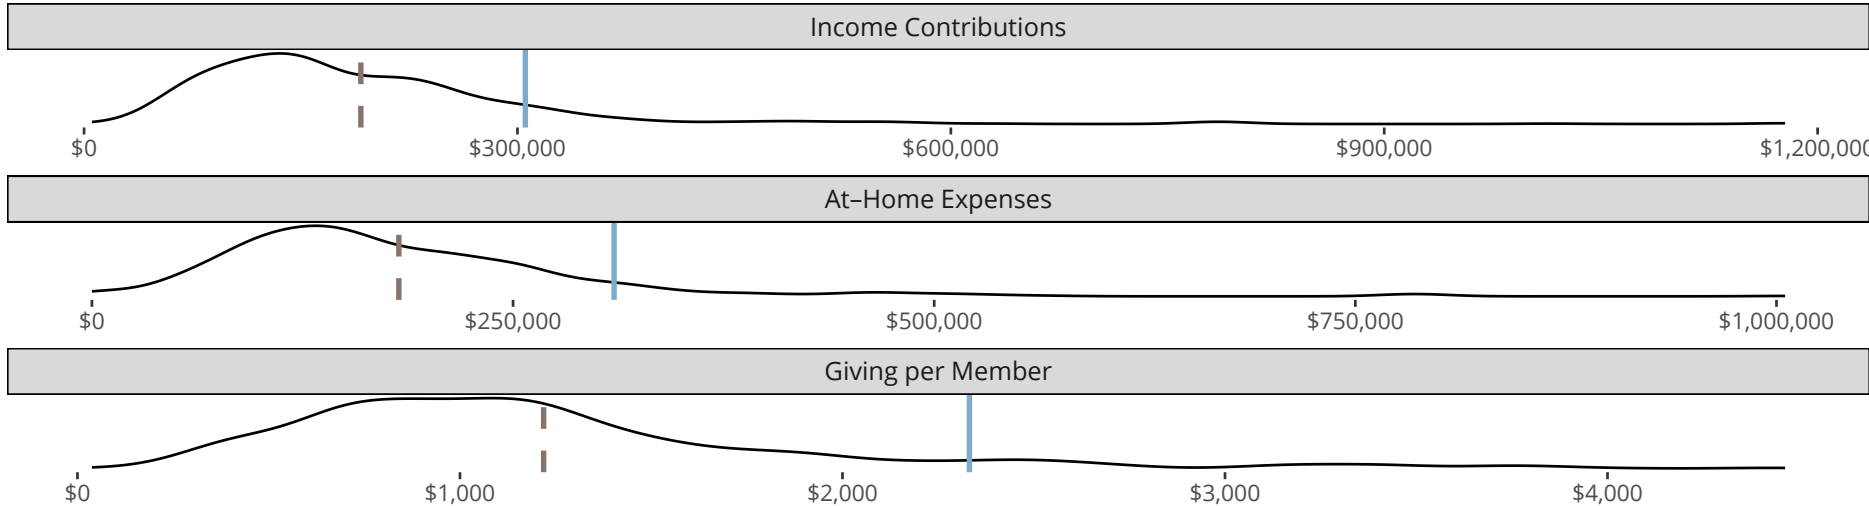 Income Contributions
$0 $300,000 $600,000 $900,000 $1,200,000
At–Home Expenses
$0 $250,000 $500,000 $750,000 $1,000,000
Giving per Member
$0 $1,000 $2,000 $3,000 $4,000